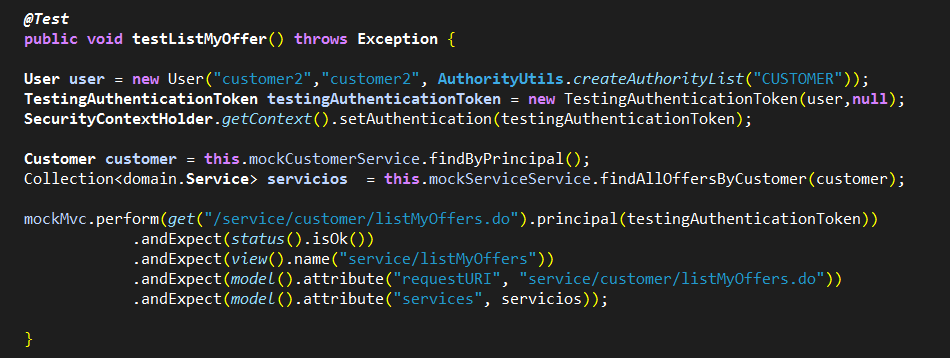 @Test
public void testListMyOffer() throws Exception {
User user = new User("customer2","customer2", AuthorityUtils.createAuthorityList("CUSTOMER"));
TestingAuthenticationToken testingAuthenticationToken = new TestingAuthenticationToken(user,null);
SecurityContextHolder.getContext().setAuthentication(testingAuthenticationToken);
Customer customer = this.mockCustomerService.findByPrincipal();
Collection<domain.Service> servicios  = this.mockServiceService.findAllOffersByCustomer(customer);
mockMvc.perform(get("/service/customer/listMyOffers.do").principal(testingAuthenticationToken))
.andExpect(status().isOk())
.andExpect(view().name("service/listMyOffers"))
.andExpect(model().attribute("requestURI", "service/customer/listMyOffers.do"))
.andExpect(model().attribute("services", servicios));
}